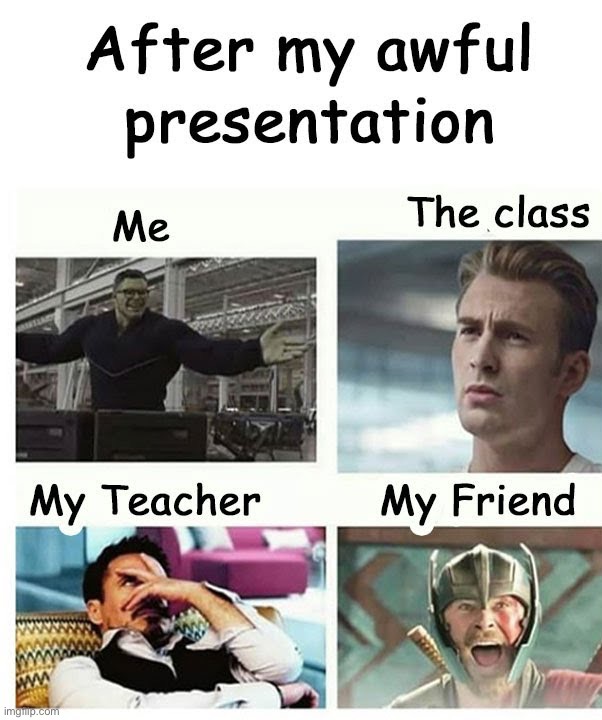 After my awful
presentation
Me
The class
My Teacher
My Friend
imgflip.com